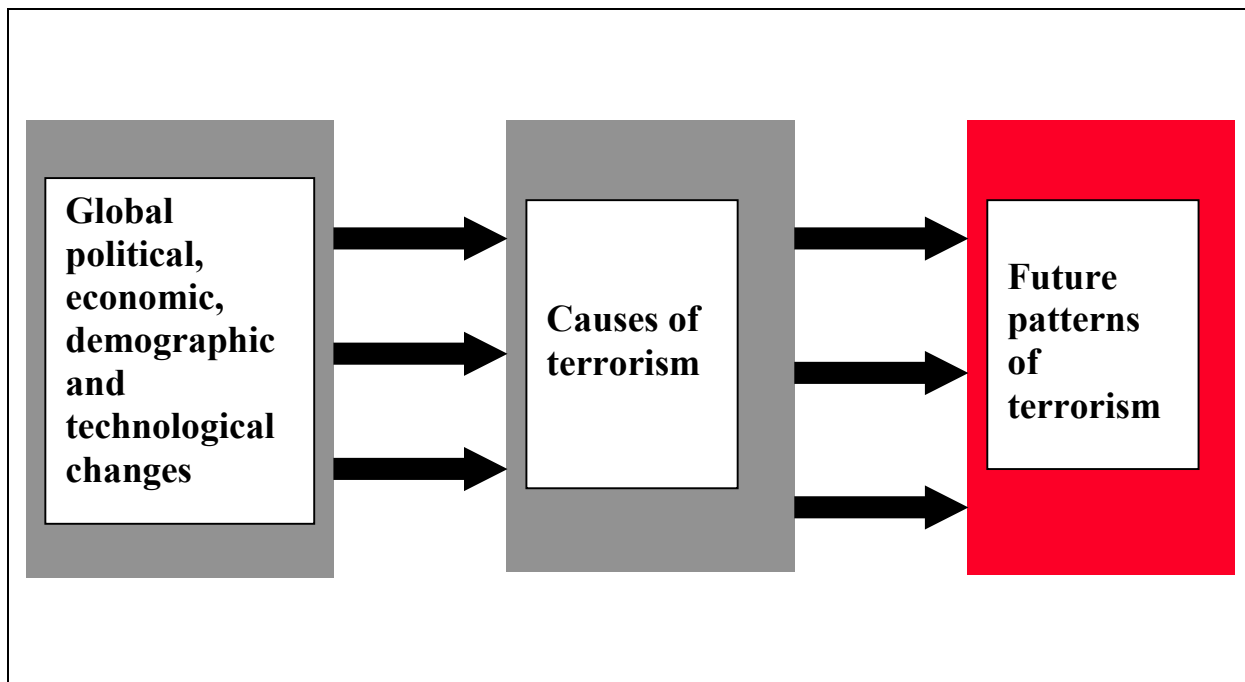 Global
political,
economic,
demographic
and
technological
changes
Causes of
terrorism
Future
patterns
of
terrorism